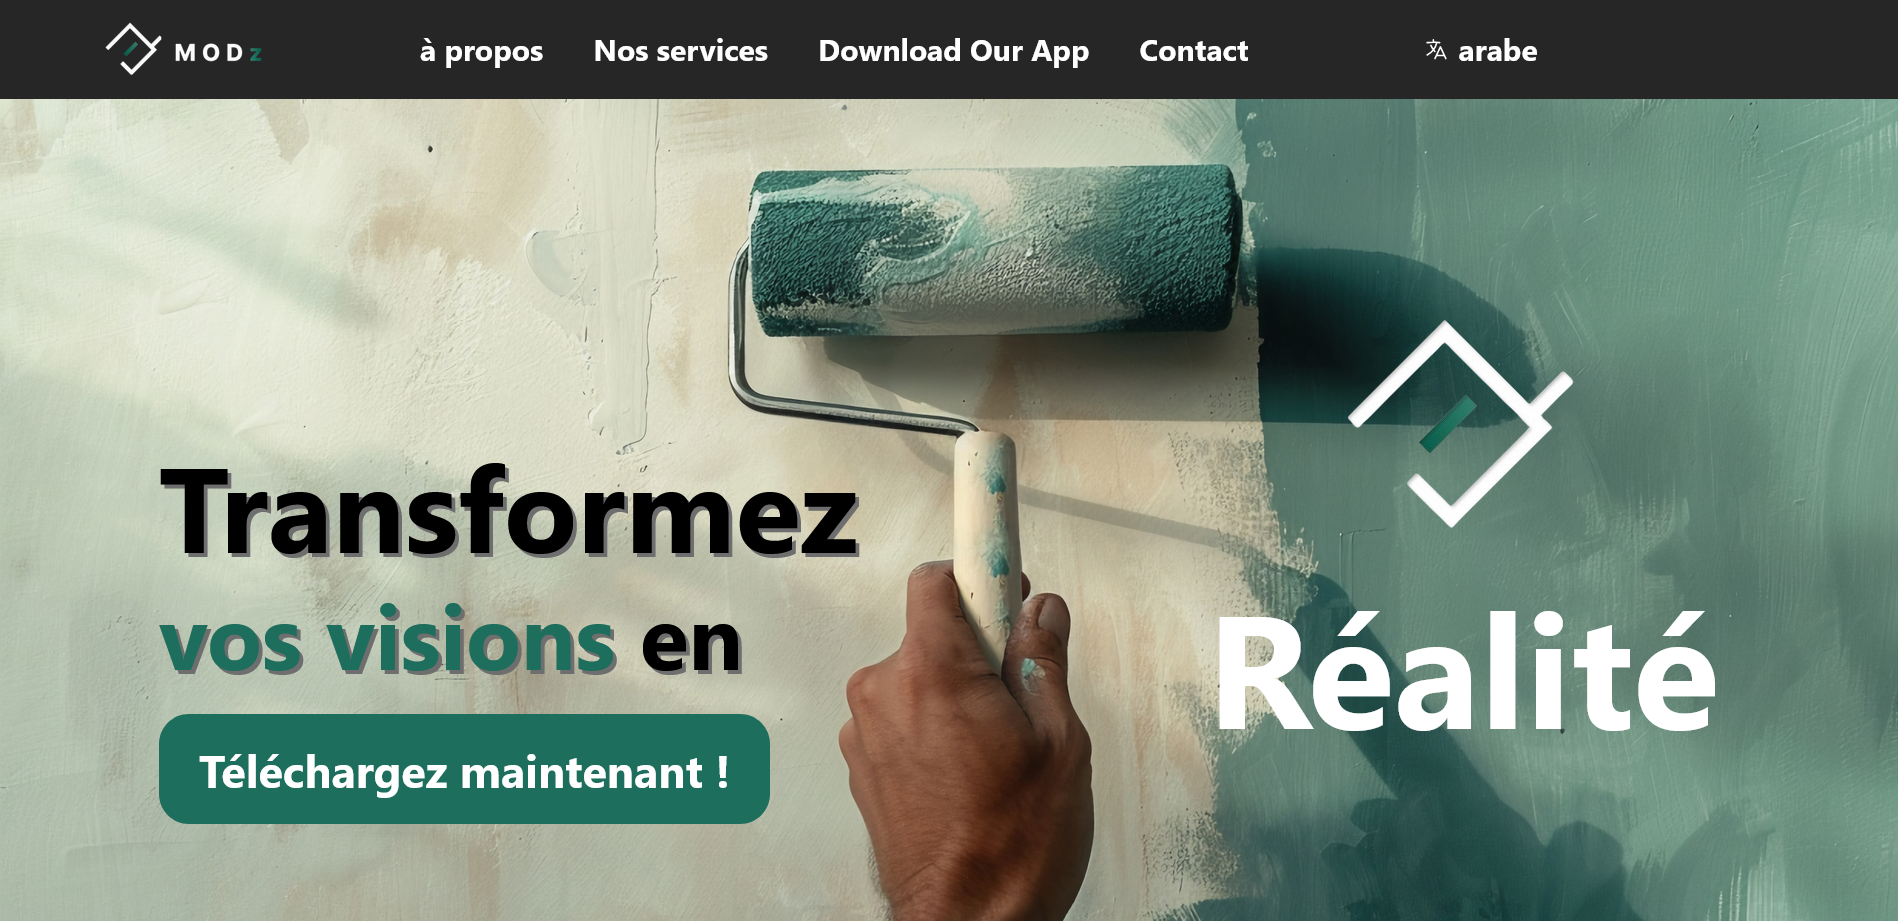 MODz
à propos
Nos services
Download Our App
Contact
arabe
Transformez
vos visions en
Réalité
Téléchargez maintenant !